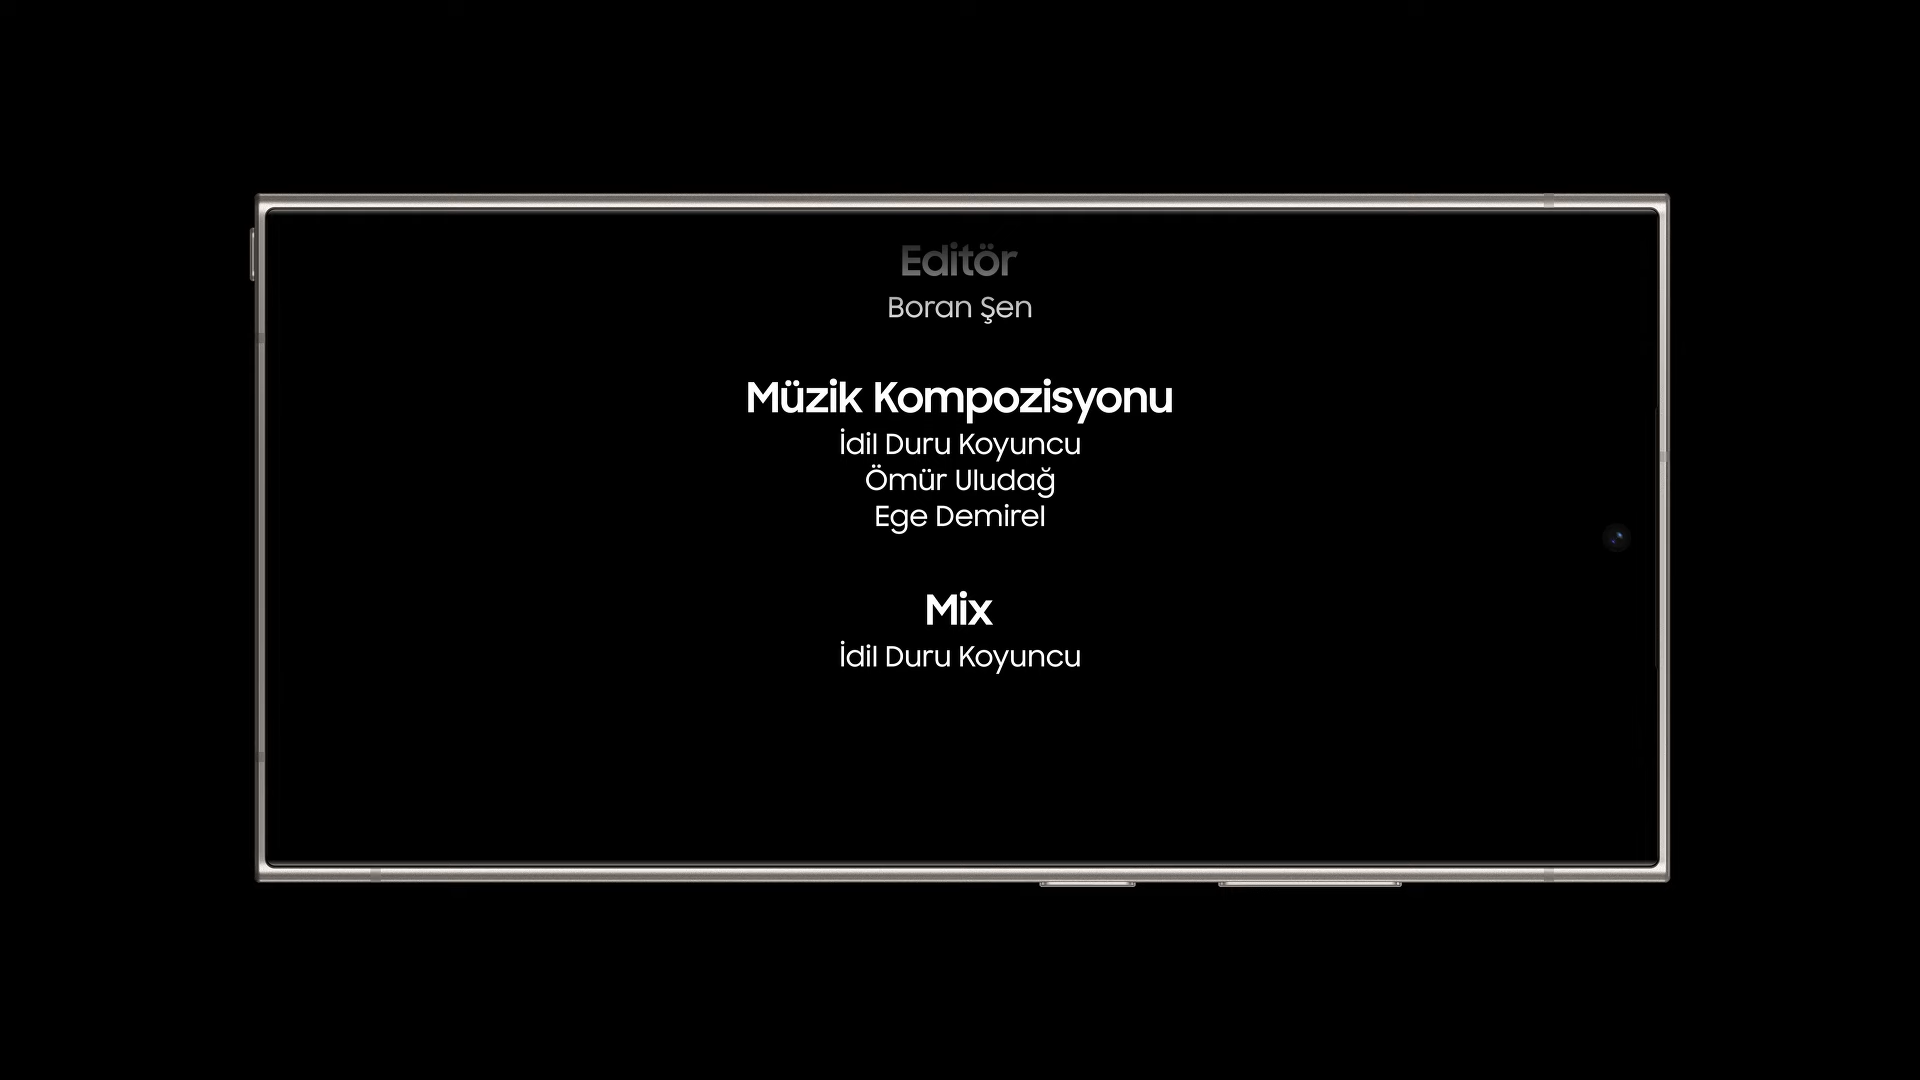 Editör
Boran Şen
Müzik Kompozisyonu
İdil Duru Koyuncu
Ömür Uludağ
Ege Demirel
Mix
İdil Duru Koyuncu